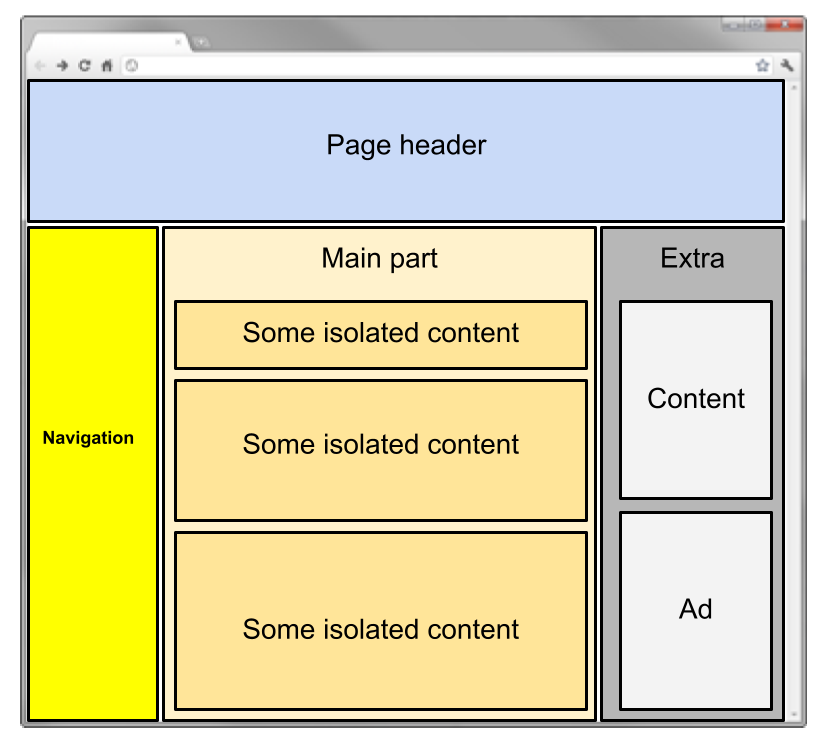 Page header
Navigation
Main part
Some isolated content
Some isolated content
Some isolated content
Extra
Content
Ad